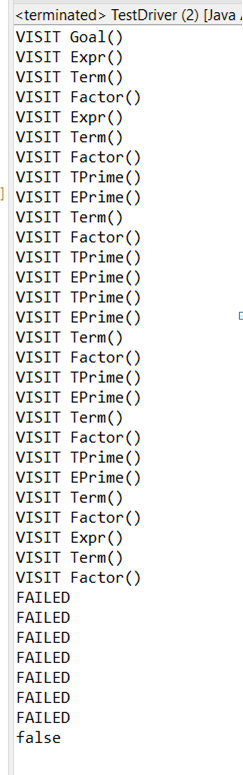 <terminated> TestDriver (2) [Java
VISIT Goal()
VISIT Expr()
VISIT Term()
VISIT Factor()
VISIT Expr()
VISIT Term()
VISIT Factor()
VISIT TPrime()
VISIT EPrime()
VISIT Term()
VISIT Factor()
VISIT TPrime()
VISIT EPrime()
VISIT TPrime()
VISIT EPrime()
VISIT Term()
VISIT Factor()
VISIT TPrime()
VISIT EPrime()
VISIT Term()
VISIT Factor()
VISIT TPrime()
VISIT EPrime()
VISIT Term()
VISIT Factor()
VISIT Expr()
VISIT Term()
VISIT Factor()
FAILED
FAILED
FAILED
FAILED
FAILED
FAILED
FAILED
false